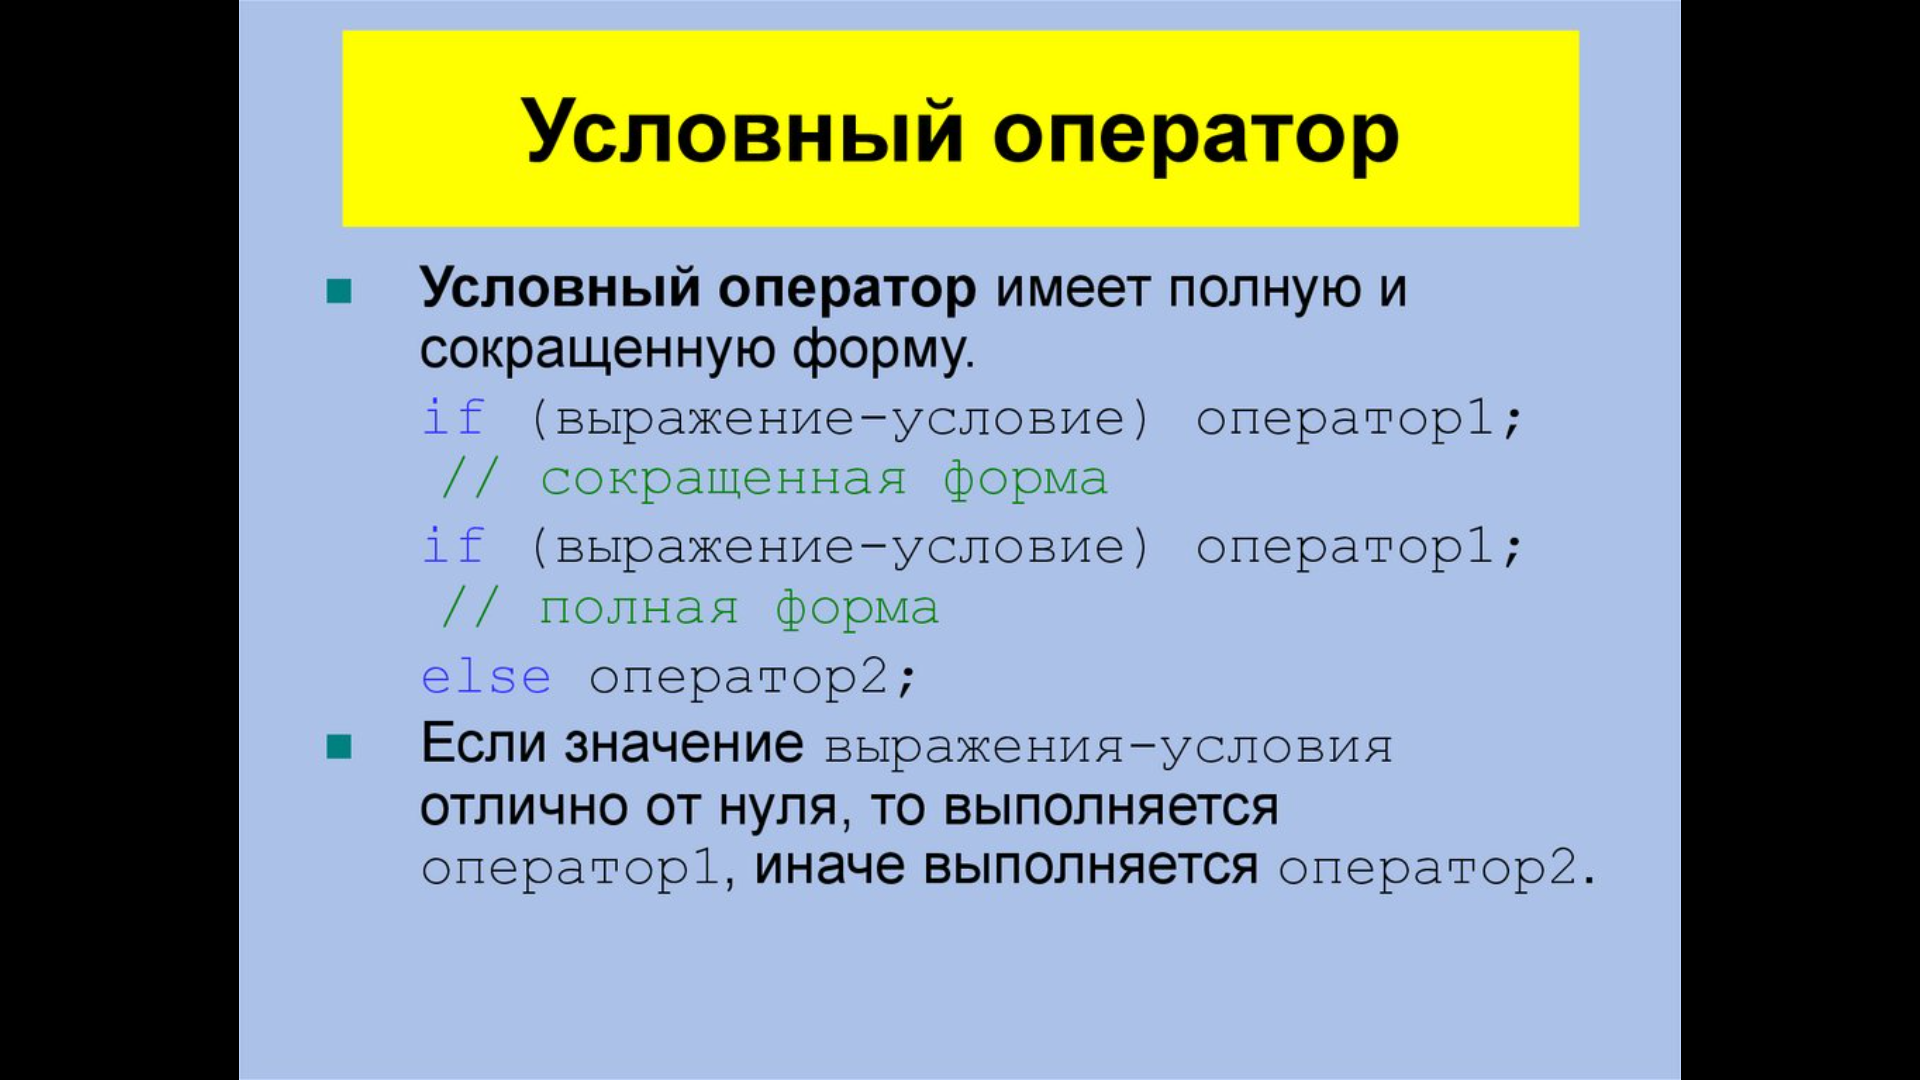 Условный оператор
Условный оператор имеет полную и
сокращенную форму.
if (выражение-условие) оператор1;
// сокращенная форма
if (выражение-условие) оператор1;
// полная форма
else оператор2;
Если значение выражения-условия
отлично от нуля, то выполняется
оператор1, иначе выполняется оператор2.